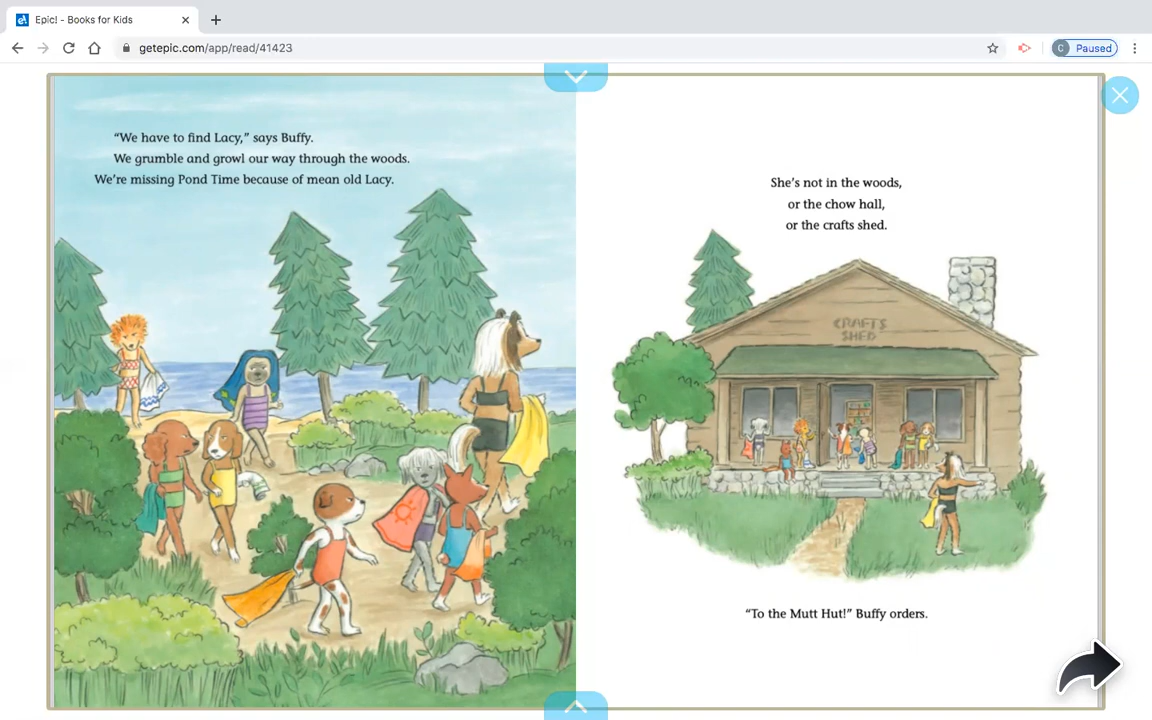 Epic! - Books for Kids
getepic.com/app/read/41423
C Paused
“We have to find Lacy,” says Buffy.
We grumble and growl our way through the woods.
We’re missing Pond Time because of mean old Lacy.
She’s not in the woods,
or the chow hall,
or the crafts shed.
CRAFTS
SHED
“To the Mutt Hut!” Buffy orders.